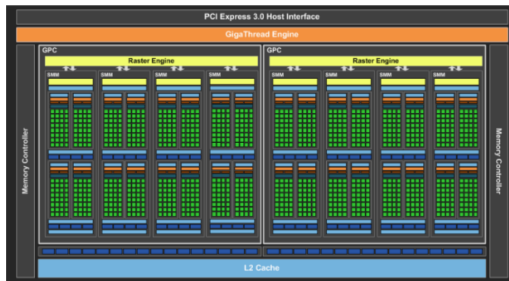 PCI Express 3.0 Host Interface
GigaThread Engine
GPC
GPC
Raster Engine
Raster Engine
SMM
SMM
SMM
SMM
SMM
SMM
SMM
SMM
Memory Controller
Memory Controller
L2 Cache